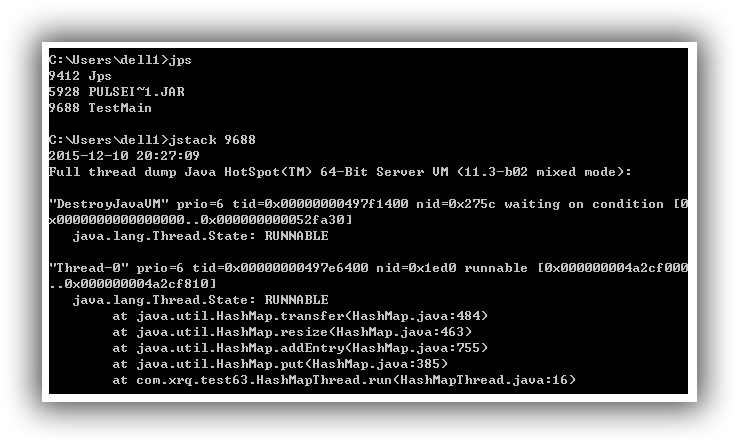 C:\Users\dell1>jps
9412 Jps
5928 PULSEI~1.JAR
9688 TestMain
C:\Users\dell1>jstack 9688
2015-12-10 20:27:09
Full thread dump Java HotSpot(TM) 64-Bit Server VM (11.3-b02 mixed mode):
"DestroyJavaVM" prio=6 tid=0x00000000497f1400 nid=0x275c waiting on condition [0
x0000000000000000..0x000000000052fa30]
java.lang.Thread.State: RUNNABLE
"Thread-0" prio=6 tid=0x00000000497e6400 nid=0x1ed0 runnable [0x000000004a2cf000
..0x000000004a2cf810]
java.lang.Thread.State: RUNNABLE
at java.util.HashMap.transfer(HashMap.java:484)
at java.util.HashMap.resize(HashMap.java:463)
at java.util.HashMap.addEntry(HashMap.java:755)
at java.util.HashMap.put(HashMap.java:385)
at com.xrq.test63.HashMapThread.run(HashMapThread.java:16)